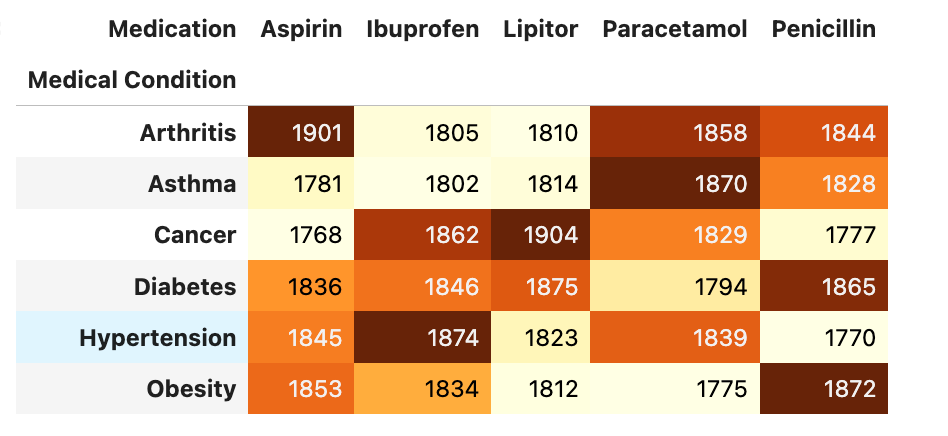 Medication Aspirin Ibuprofen Lipitor Paracetamol Penicillin
Medical Condition
Arthritis 1901 1805 1810 1858 1844
Asthma 1781 1802 1814 1870 1828
Cancer 1768 1862 1904 1829 1777
Diabetes 1836 1846 1875 1794 1865
Hypertension 1845 1874 1823 1839 1770
Obesity 1853 1834 1812 1775 1872